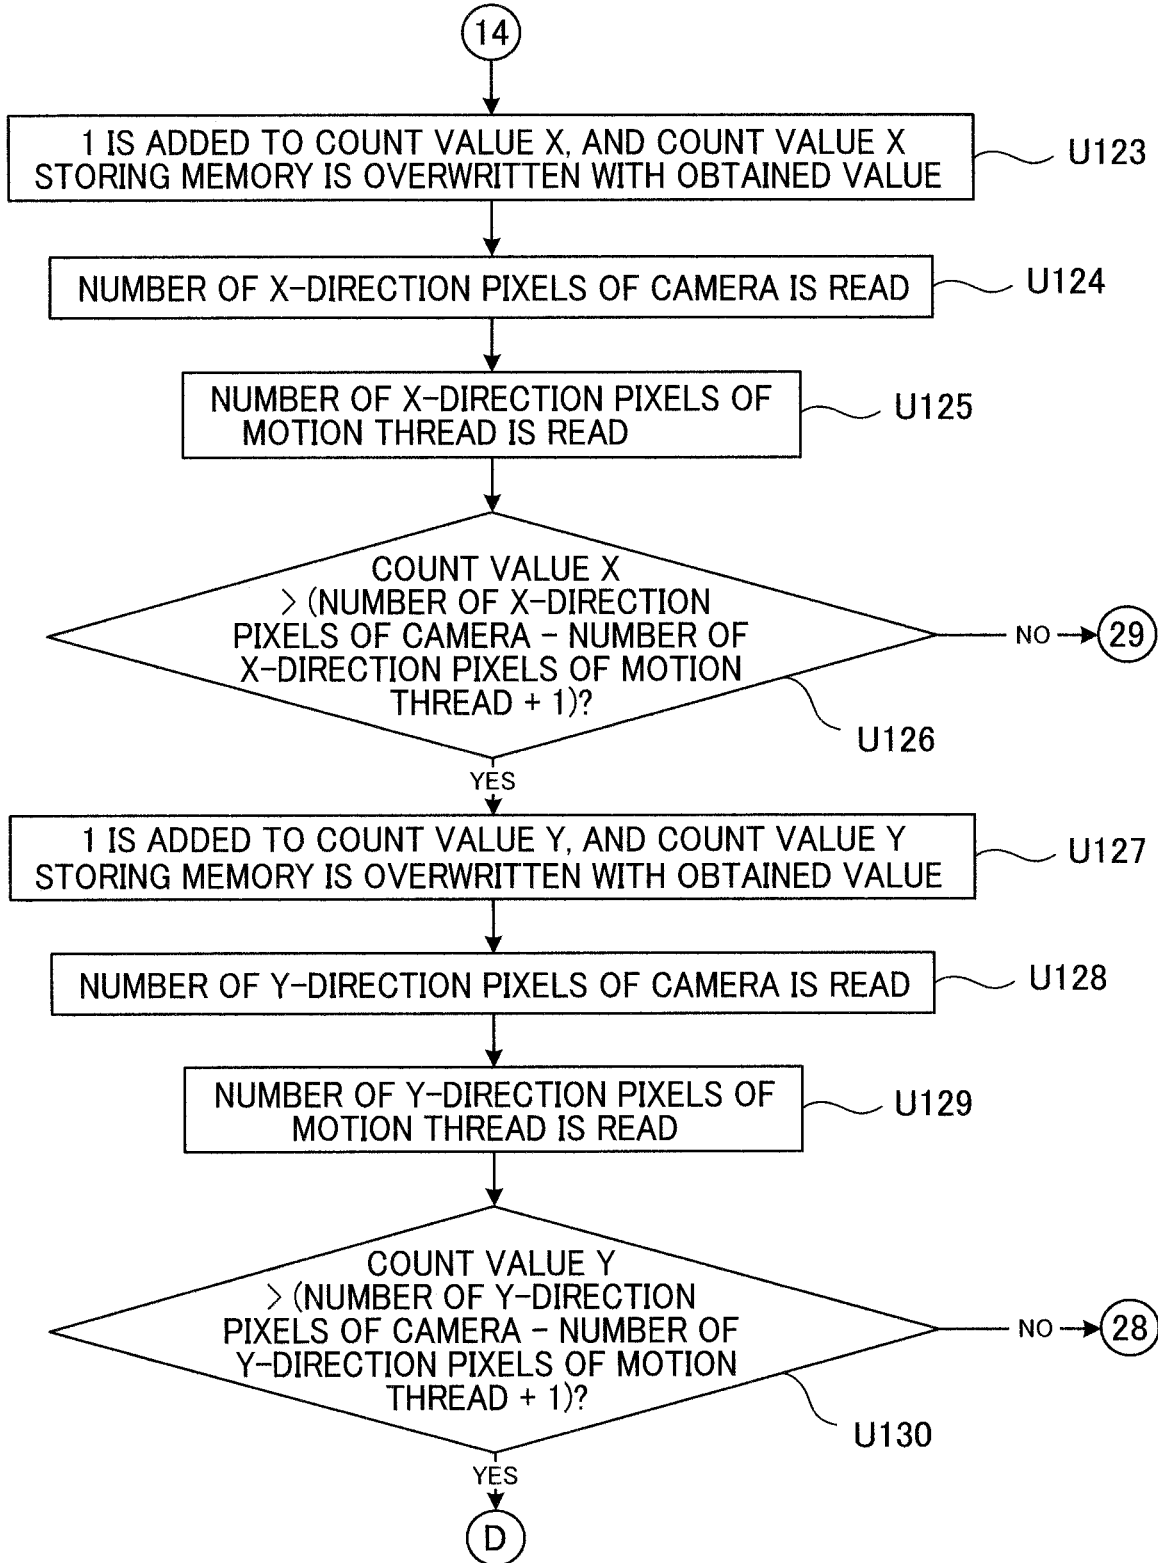 14
1 IS ADDED TO COUNT VALUE X, AND COUNT VALUE X
STORING MEMORY IS OVERWRITTEN WITH OBTAINED VALUE
U123
NUMBER OF X-DIRECTION PIXELS OF CAMERA IS READ
U124
NUMBER OF X-DIRECTION PIXELS OF
MOTION THREAD IS READ
U125
COUNT VALUE X
> (NUMBER OF X-DIRECTION
PIXELS OF CAMERA - NUMBER OF
X-DIRECTION PIXELS OF MOTION
THREAD + 1)?
NO
29
U126
YES
1 IS ADDED TO COUNT VALUE Y, AND COUNT VALUE Y
STORING MEMORY IS OVERWRITTEN WITH OBTAINED VALUE
U127
NUMBER OF Y-DIRECTION PIXELS OF CAMERA IS READ
U128
NUMBER OF Y-DIRECTION PIXELS OF
MOTION THREAD IS READ
U129
COUNT VALUE Y
> (NUMBER OF Y-DIRECTION
PIXELS OF CAMERA - NUMBER OF
Y-DIRECTION PIXELS OF MOTION
THREAD + 1)?
NO
28
U130
YES
D